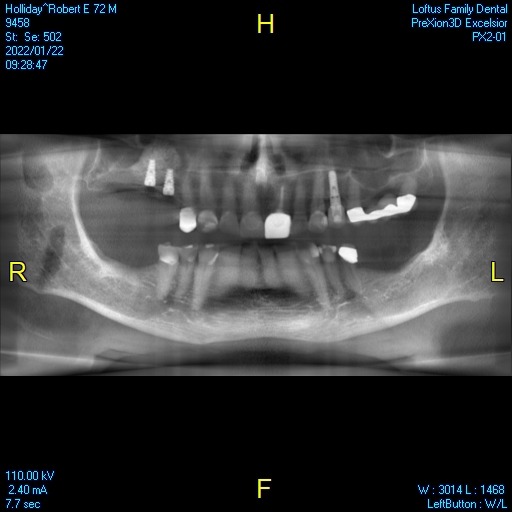 Holliday^Robert E 72 M
9458
St: Se: 502
2022/01/22
09:28:47
H
Loftus Family Dental
PreXion3D Excelsior
PX2-01
R
L
110.00 kV
2.40 mA
7.7 sec
F
W : 3014 L : 1468
LeftButton : W/L